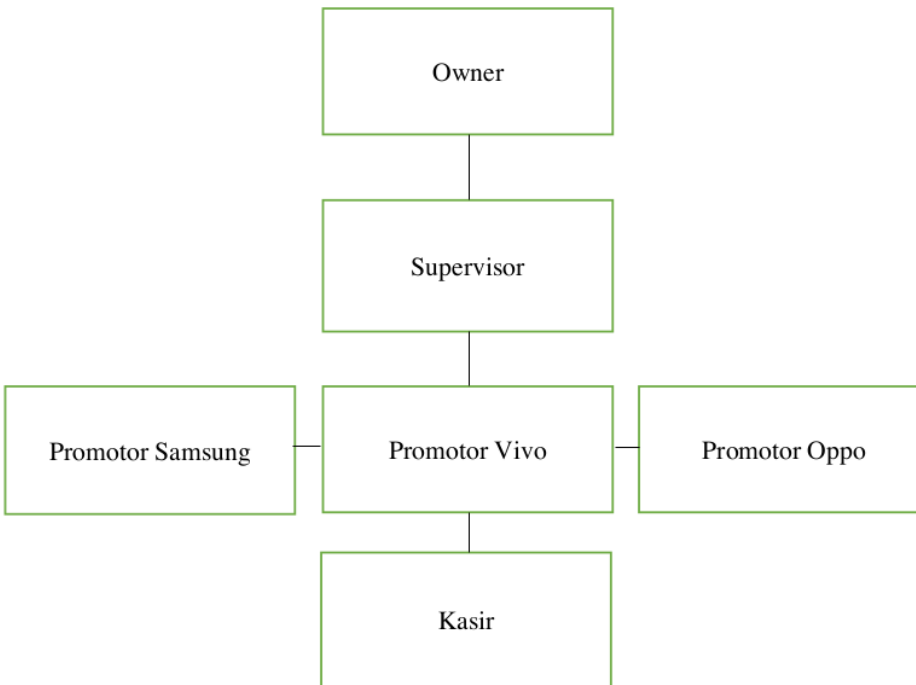 Owner
Supervisor
Promotor Samsung
Promotor Vivo
Promotor Oppo
Kasir